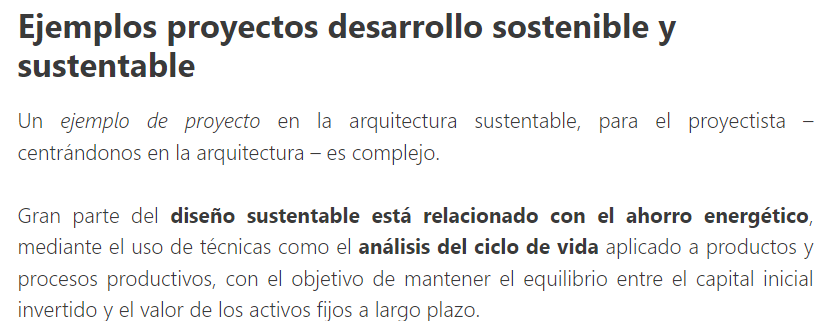 Ejemplos proyectos desarrollo sostenible y
sustentable
Un ejemplo de proyecto en la arquitectura sustentable, para el proyectista –
centrándonos en la arquitectura – es complejo.
Gran parte del diseño sustentable está relacionado con el ahorro energético,
mediante el uso de técnicas como el análisis del ciclo de vida aplicado a productos y
procesos productivos, con el objetivo de mantener el equilibrio entre el capital inicial
invertido y el valor de los activos fijos a largo plazo.